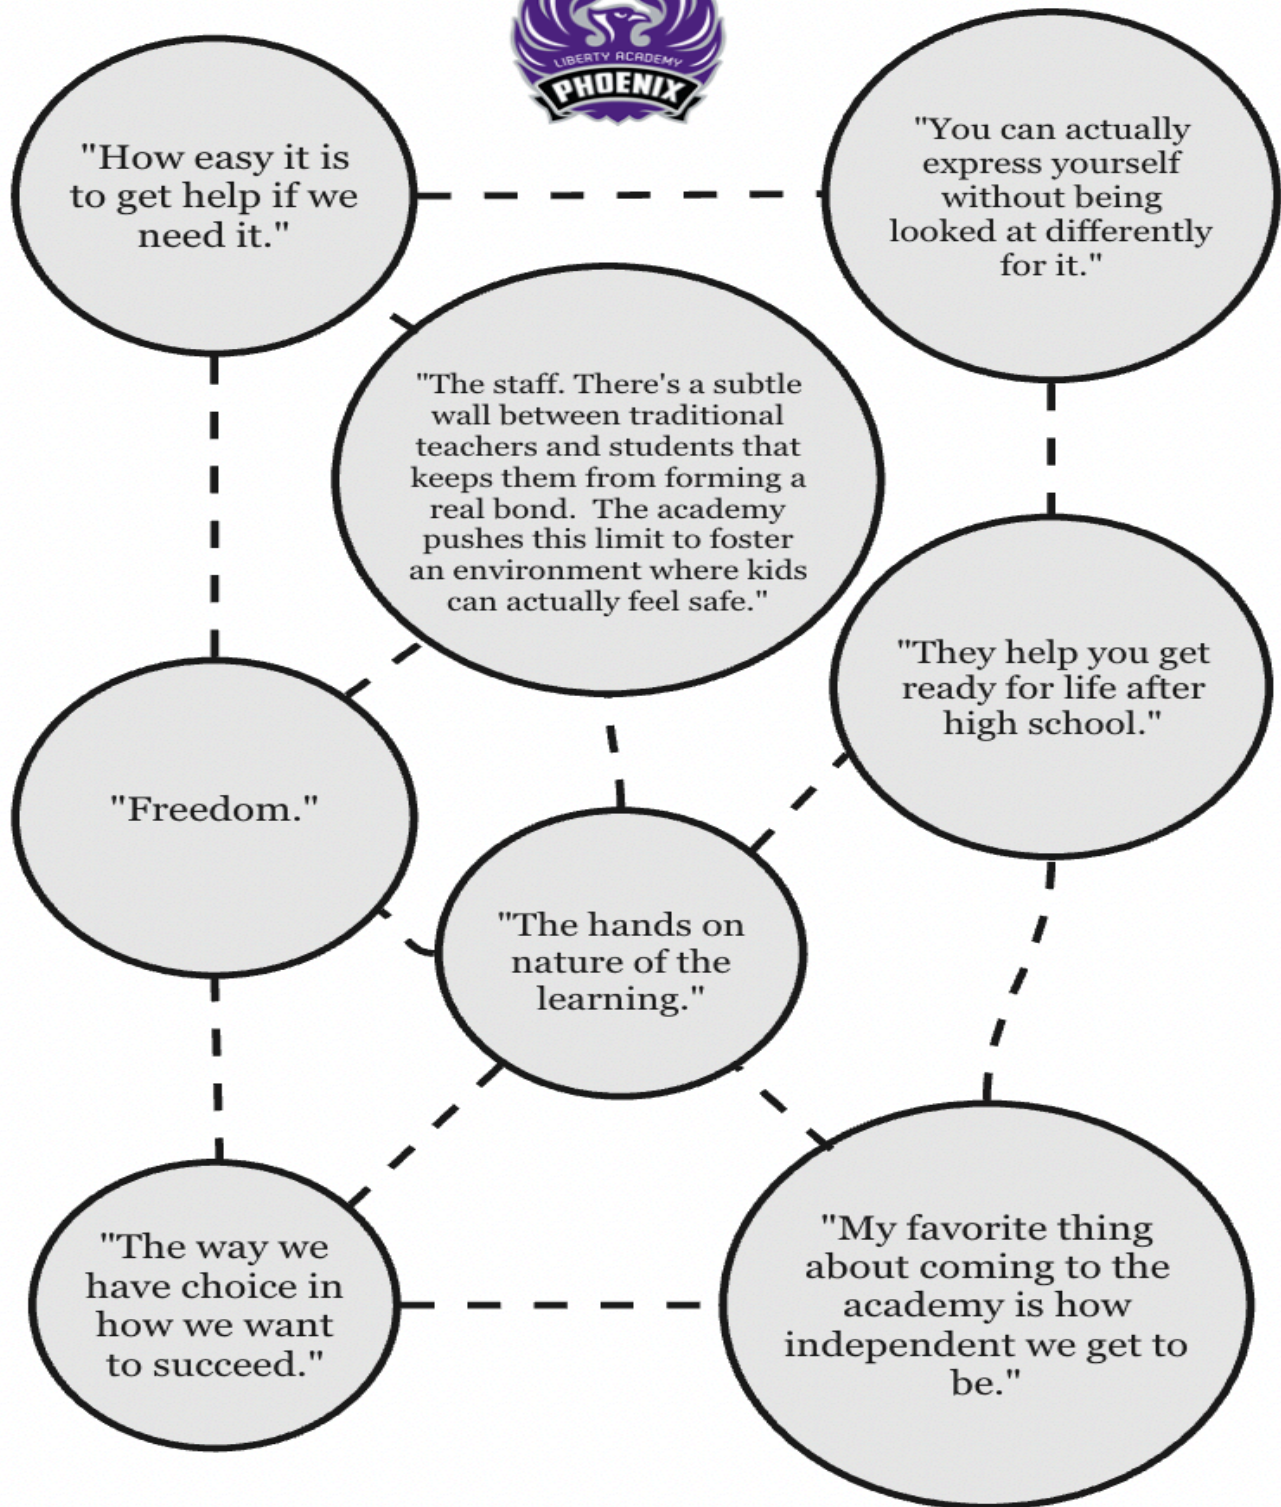 LIBERTY ACADEMY
PHOENIX
"How easy it is
to get help if we
need it."
"You can actually
express yourself
without being
looked at differently
for it."
"The staff. There's a subtle
wall between traditional
teachers and students that
keeps them from forming a
real bond.  The academy
pushes this limit to foster
an environment where kids
can actually feel safe."
"They help you get
ready for life after
high school."
"Freedom."
"The hands on
nature of the
learning."
"The way we
have choice in
how we want
to succeed."
"My favorite thing
about coming to the
academy is how
independent we get to
be."